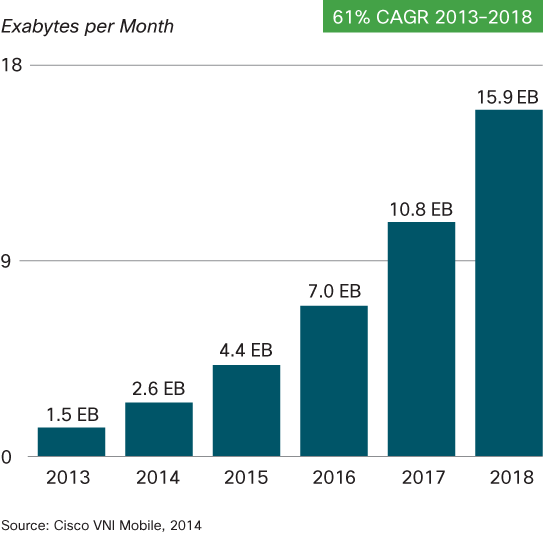 Exabytes per Month
61% CAGR 2013–2018
18
15.9 EB
10.8 EB
9
7.0 EB
4.4 EB
2.6 EB
1.5 EB
0
2013 2014 2015 2016 2017 2018
Source: Cisco VNI Mobile, 2014